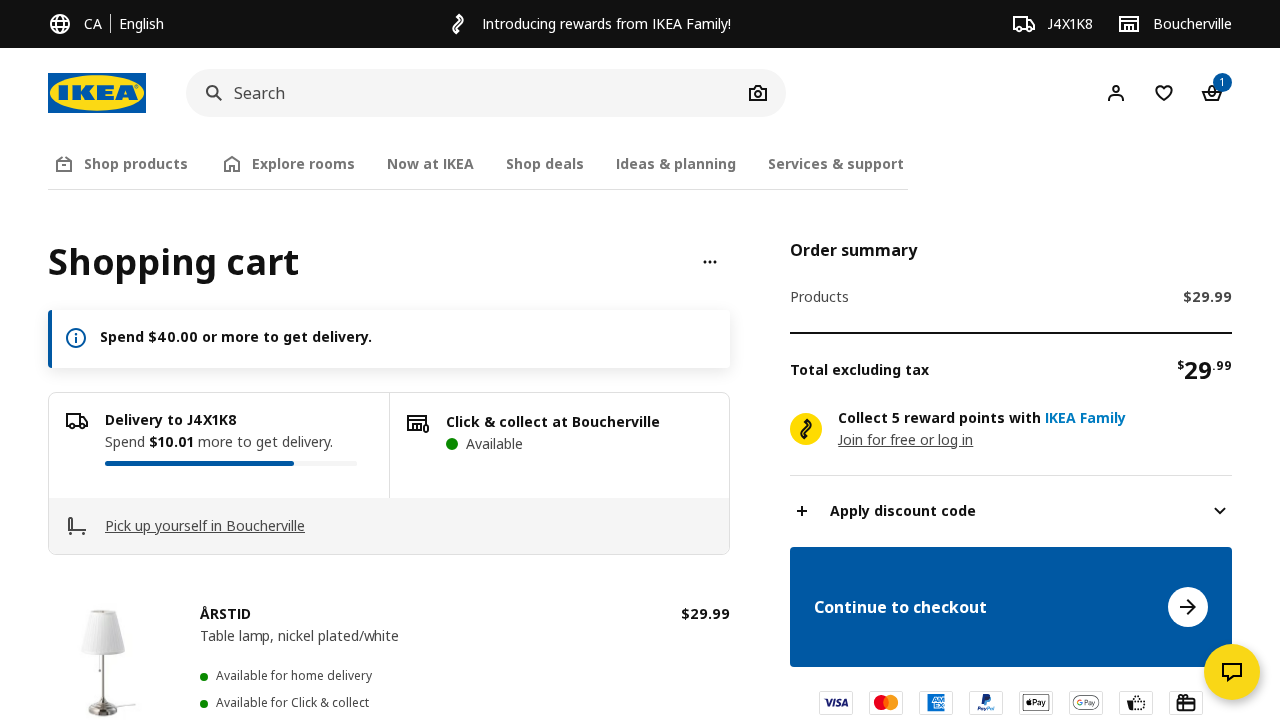 CA | English
Introducing rewards from IKEA Family!
J4X1K8
Boucherville
IKEA
Search
1
Shop products
Explore rooms
Now at IKEA
Shop deals
Ideas & planning
Services & support
Shopping cart
Spend $40.00 or more to get delivery.
Delivery to J4X1K8
Spend $10.01 more to get delivery.
Click & collect at Boucherville
Available
Pick up yourself in Boucherville
ÅRSTID
$29.99
Table lamp, nickel plated/white
Available for home delivery
Available for Click & collect
Order summary
Products
$29.99
Total excluding tax
$29.99
Collect 5 reward points with IKEA Family
Join for free or log in
Apply discount code
Continue to checkout
VISA
AMEX
PayPal
Pay
G Pay